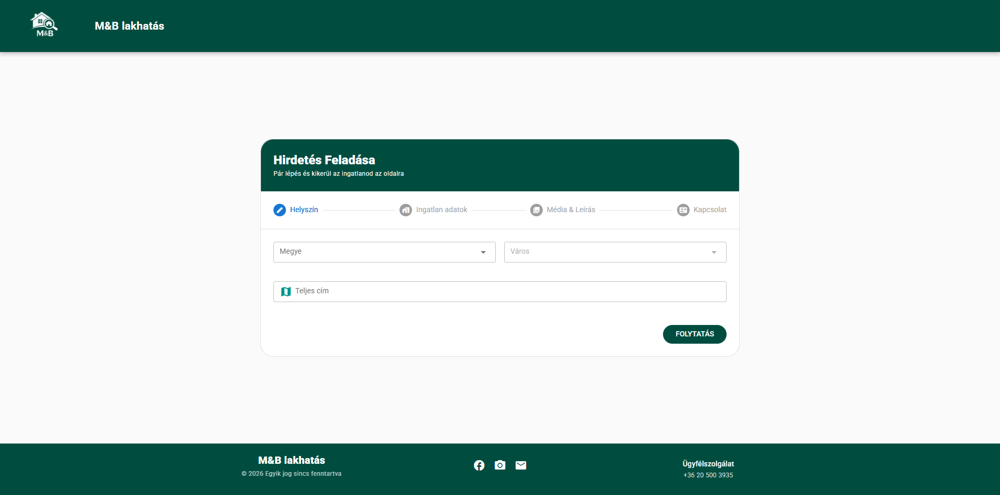 M&B
M&B lakhatás
Hirdetés Feladása
Pár lépés és kikerül az ingatlanod az oldalra
Helyszín
Ingatlan adatok
Média & Leírás
Kapcsolat
Megye
Város
Teljes cím
FOLYTATÁS
M&B lakhatás
© 2026 Egyik jog sincs fenntartva
Ügyfélszolgálat
+36 20 500 3935